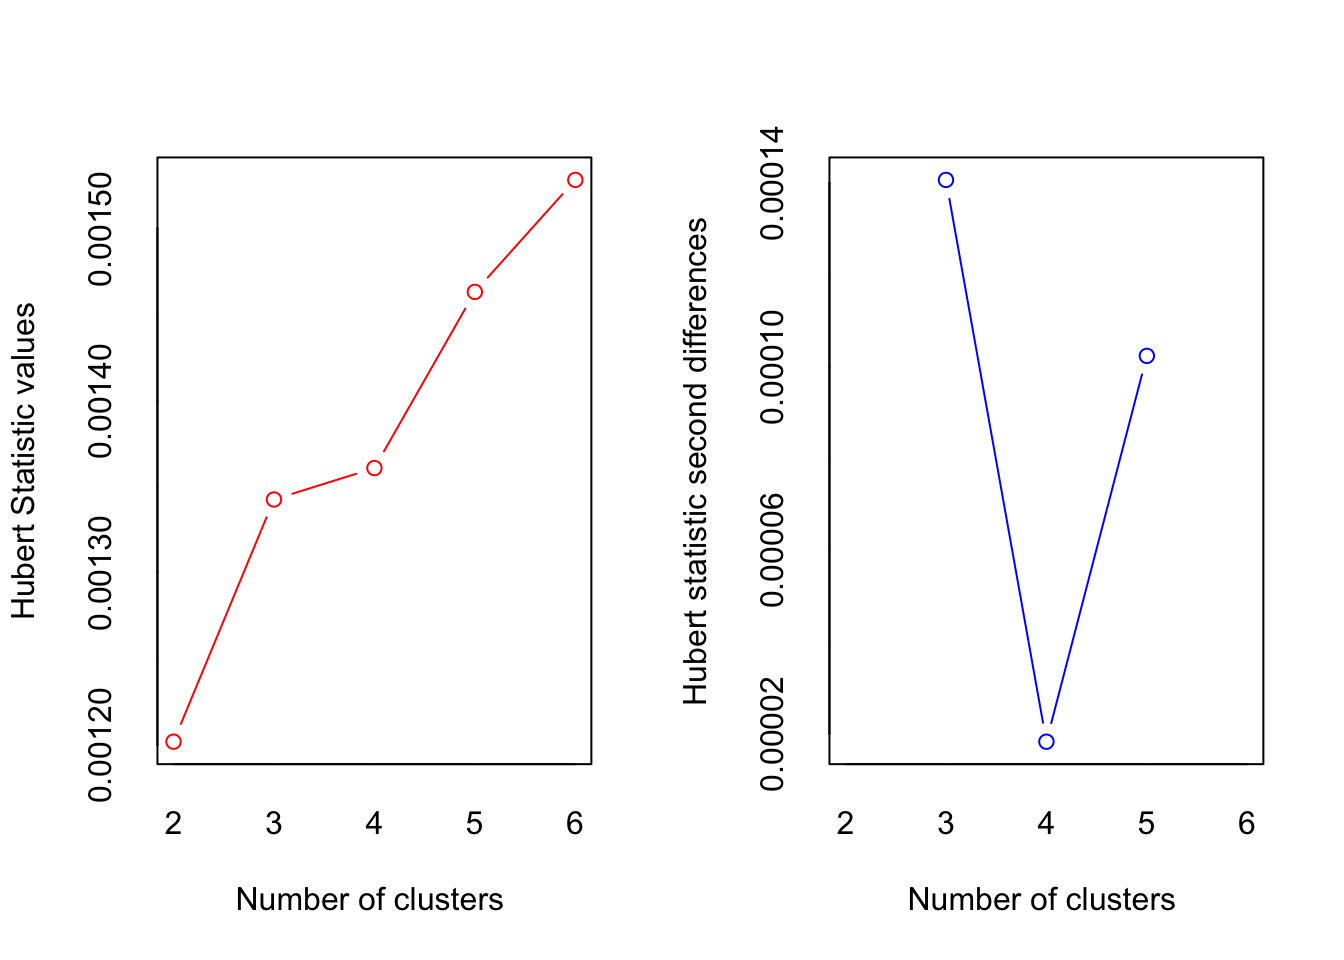 Hubert Statistic values
0.00150
0.00140
0.00130
0.00120
2 3 4 5 6
Number of clusters
Hubert statistic second differences
0.00014
0.00010
0.00006
0.00002
2 3 4 5 6
Number of clusters